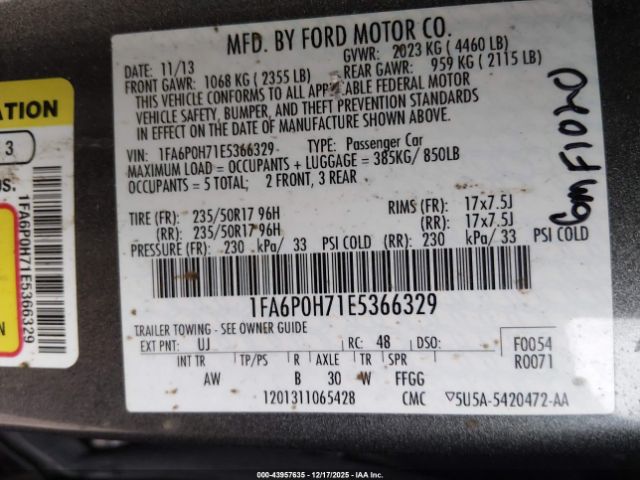 MFD. BY FORD MOTOR CO.
DATE: 11/13
GVWR: 2023 KG ( 4460 LB)
FRONT GAWR: 1068 KG ( 2355 LB)
REAR GAWR: 959 KG ( 2115 LB)
THIS VEHICLE CONFORMS TO ALL APPLICABLE FEDERAL MOTOR
VEHICLE SAFETY, BUMPER, AND THEFT PREVENTION STANDARDS
IN EFFECT ON THE DATE OF MANUFACTURE SHOWN ABOVE.
VIN: 1FA6P0H71E5366329 TYPE: Passenger Car
MAXIMUM LOAD = OCCUPANTS + LUGGAGE = 385KG/ 850LB
OCCUPANTS = 5 TOTAL; 2 FRONT, 3 REAR
TIRE (FR): 235/50R17 96H RIMS (FR): 17x7.5J
(RR): 235/50R17 96H (RR): 17x7.5J
PRESSURE (FR): 230 kPa/ 33 PSI COLD (RR): 230 kPa/ 33 PSI COLD
1FA6P0H71E5366329
TRAILER TOWING - SEE OWNER GUIDE
EXT PNT: UJ RC: 48 DSO: F0054
R0071
INT TR TP/PS R AXLE TR SPR
AW B 30 W FFGG
1201311065428 CMC 5U5A-5420472-AA
ATION
3
OS.
1FA6P0H71E5366329
N
000-43957635 - 12/17/2025 - IAA, INC.